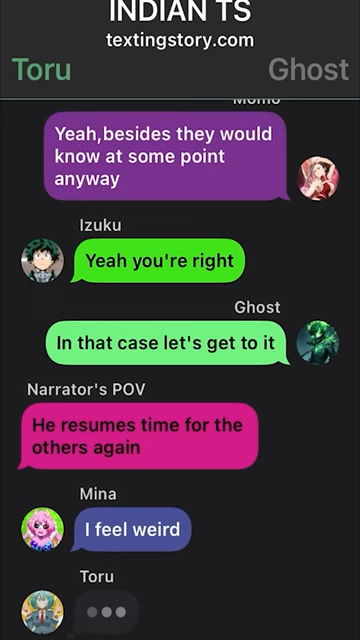 INDIAN TS
textingstory.com
Toru
Ghost
Momo
Yeah,besides they would
know at some point
anyway
Izuku
Yeah you're right
Ghost
In that case let's get to it
Narrator's POV
He resumes time for the
others again
Mina
I feel weird
Toru